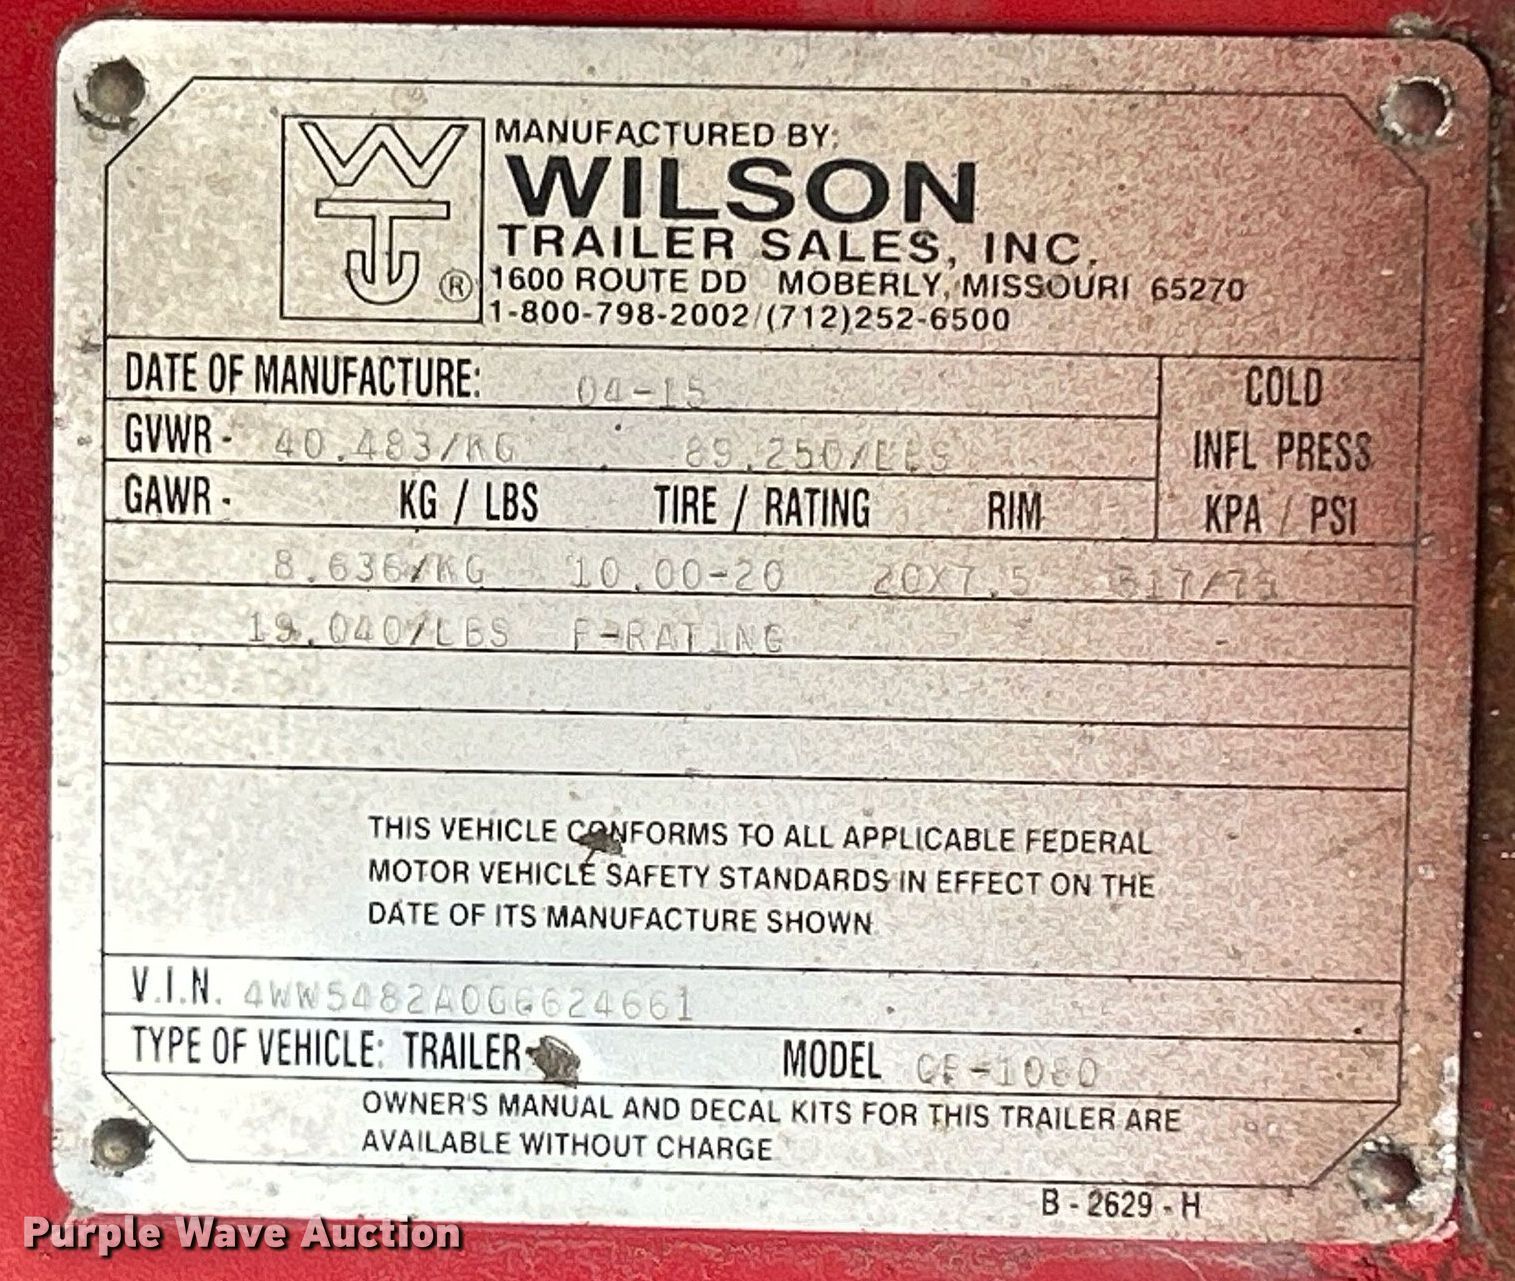 WTJ ®
MANUFACTURED BY:
WILSON
TRAILER SALES, INC.
1600 ROUTE DD MOBERLY, MISSOURI 65270
1-800-798-2002/(712)252-6500
DATE OF MANUFACTURE: 04-15
COLD
INFL PRESS
KPA / PSI
GVWR - 40,483/KG 89,250/LBS
GAWR - KG / LBS TIRE / RATING RIM
8,636/KG 10.00-20 20X7.5 517/75
19,040/LBS F-RATING
THIS VEHICLE CONFORMS TO ALL APPLICABLE FEDERAL
MOTOR VEHICLE SAFETY STANDARDS IN EFFECT ON THE
DATE OF ITS MANUFACTURE SHOWN
V.I.N. 4WW5482A0G6624661
TYPE OF VEHICLE: TRAILER MODEL
OWNER'S MANUAL AND DECAL KITS FOR THIS TRAILER ARE
AVAILABLE WITHOUT CHARGE
B - 2629 - H
Purple Wave Auction